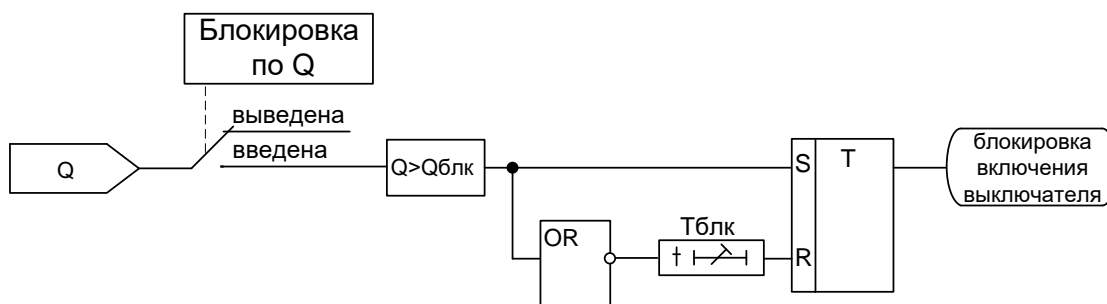 Блокировка
по Q
выведена
введена
Q
Q>Qблк
S
T
блокировка
включения
выключателя
OR
Tблк
t
R